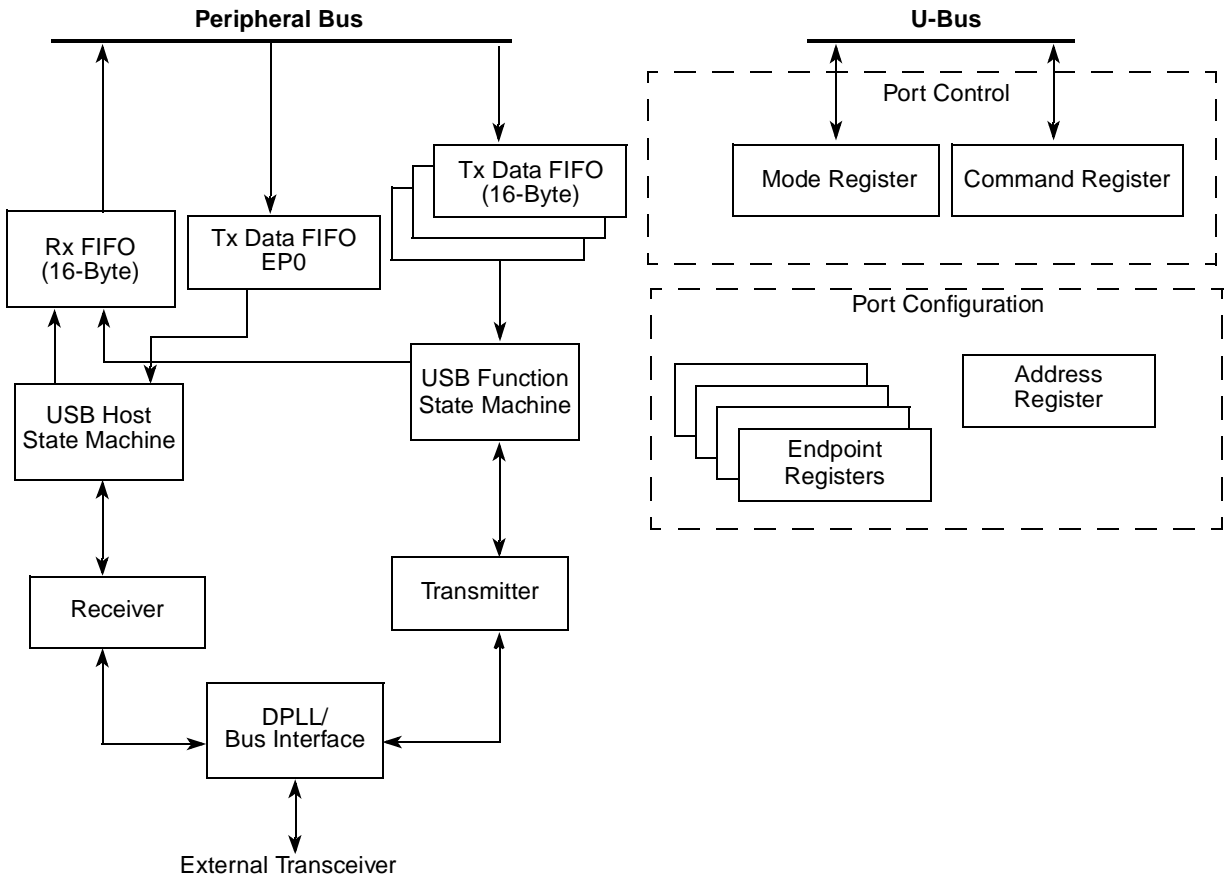 Peripheral Bus
U-Bus
Port Control
Tx Data FIFO
(16-Byte)
Mode Register
Command Register
Rx FIFO
(16-Byte)
Tx Data FIFO
EP0
Port Configuration
USB Host
State Machine
USB Function
State Machine
Address
Register
Endpoint
Registers
Receiver
Transmitter
DPLL/
Bus Interface
External Transceiver